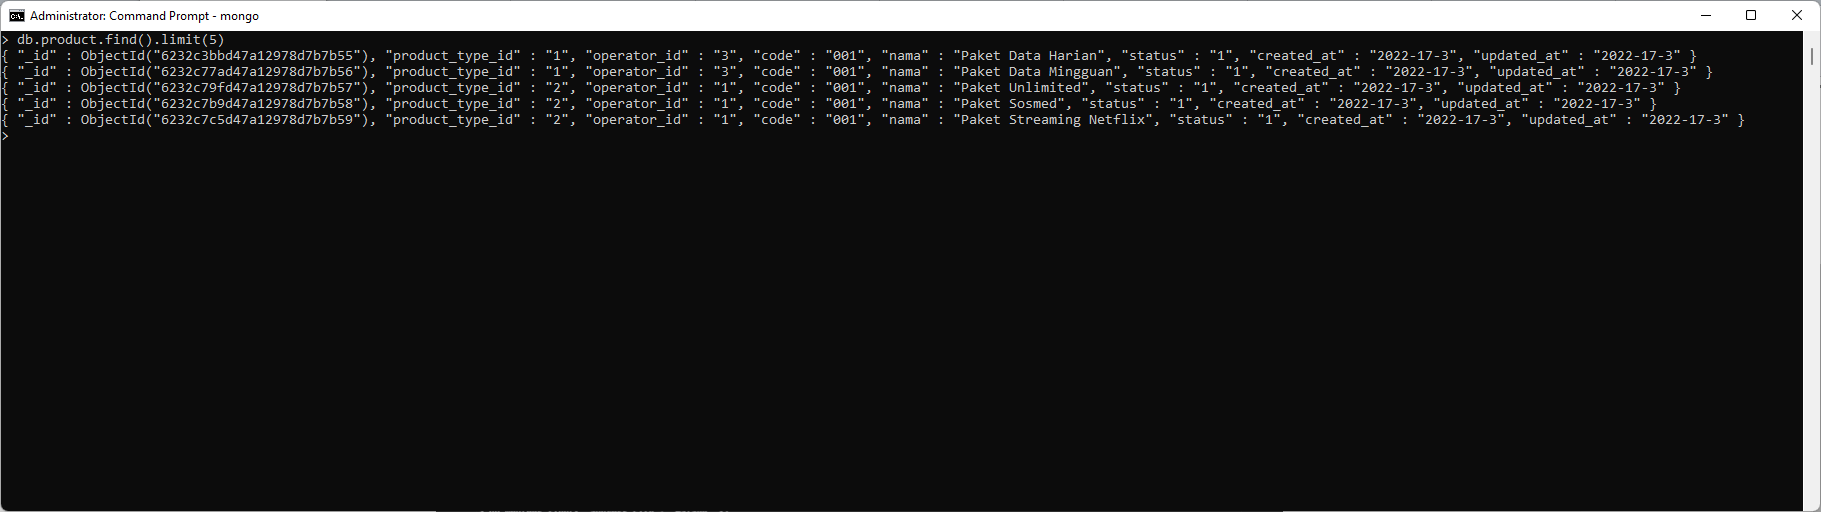 Administrator: Command Prompt - mongo
> db.product.find().limit(5)
{ "_id" : ObjectId("6232c3bbd47a12978d7b7b55"), "product_type_id" : "1", "operator_id" : "3", "code" : "001", "nama" : "Paket Data Harian", "status" : "1", "created_at" : "2022-17-3", "updated_at" : "2022-17-3" }
{ "_id" : ObjectId("6232c77ad47a12978d7b7b56"), "product_type_id" : "1", "operator_id" : "3", "code" : "001", "nama" : "Paket Data Mingguan", "status" : "1", "created_at" : "2022-17-3", "updated_at" : "2022-17-3" }
{ "_id" : ObjectId("6232c79fd47a12978d7b7b57"), "product_type_id" : "2", "operator_id" : "1", "code" : "001", "nama" : "Paket Unlimited", "status" : "1", "created_at" : "2022-17-3", "updated_at" : "2022-17-3" }
{ "_id" : ObjectId("6232c7b9d47a12978d7b7b58"), "product_type_id" : "2", "operator_id" : "1", "code" : "001", "nama" : "Paket Sosmed", "status" : "1", "created_at" : "2022-17-3", "updated_at" : "2022-17-3" }
{ "_id" : ObjectId("6232c7c5d47a12978d7b7b59"), "product_type_id" : "2", "operator_id" : "1", "code" : "001", "nama" : "Paket Streaming Netflix", "status" : "1", "created_at" : "2022-17-3", "updated_at" : "2022-17-3" }
>